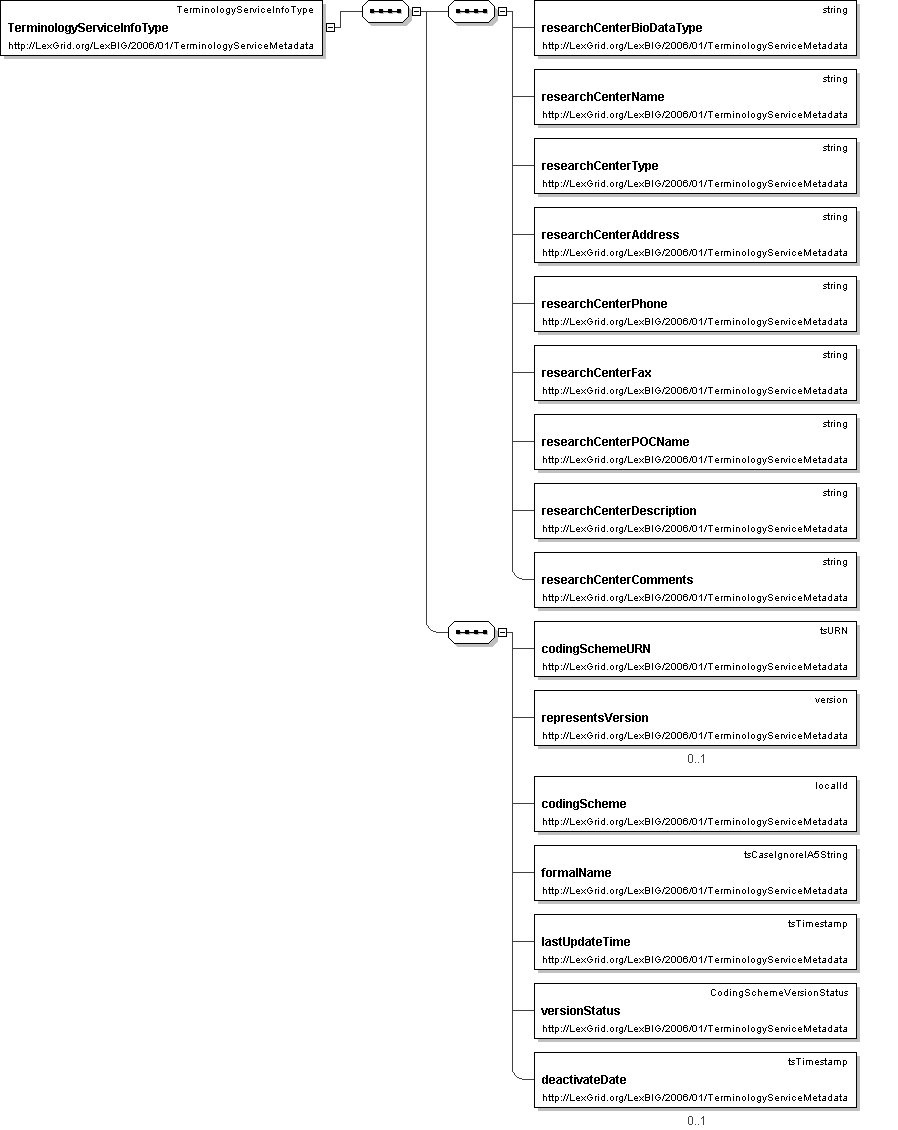 TerminologyServiceInfoType
TerminologyServiceInfoType
http://LexGrid.org/LexBIG/2006/01/TerminologyServiceMetadata
string
researchCenterBioDataType
http://LexGrid.org/LexBIG/2006/01/TerminologyServiceMetadata
string
researchCenterName
http://LexGrid.org/LexBIG/2006/01/TerminologyServiceMetadata
string
researchCenterType
http://LexGrid.org/LexBIG/2006/01/TerminologyServiceMetadata
string
researchCenterAddress
http://LexGrid.org/LexBIG/2006/01/TerminologyServiceMetadata
string
researchCenterPhone
http://LexGrid.org/LexBIG/2006/01/TerminologyServiceMetadata
string
researchCenterFax
http://LexGrid.org/LexBIG/2006/01/TerminologyServiceMetadata
string
researchCenterPOCName
http://LexGrid.org/LexBIG/2006/01/TerminologyServiceMetadata
string
researchCenterDescription
http://LexGrid.org/LexBIG/2006/01/TerminologyServiceMetadata
string
researchCenterComments
http://LexGrid.org/LexBIG/2006/01/TerminologyServiceMetadata
tsURN
codingSchemeURN
http://LexGrid.org/LexBIG/2006/01/TerminologyServiceMetadata
version
representsVersion
http://LexGrid.org/LexBIG/2006/01/TerminologyServiceMetadata
0..1
localId
codingScheme
http://LexGrid.org/LexBIG/2006/01/TerminologyServiceMetadata
tsCaseIgnoreIA5String
formalName
http://LexGrid.org/LexBIG/2006/01/TerminologyServiceMetadata
tsTimestamp
lastUpdateTime
http://LexGrid.org/LexBIG/2006/01/TerminologyServiceMetadata
CodingSchemeVersionStatus
versionStatus
http://LexGrid.org/LexBIG/2006/01/TerminologyServiceMetadata
tsTimestamp
deactivateDate
http://LexGrid.org/LexBIG/2006/01/TerminologyServiceMetadata
0..1